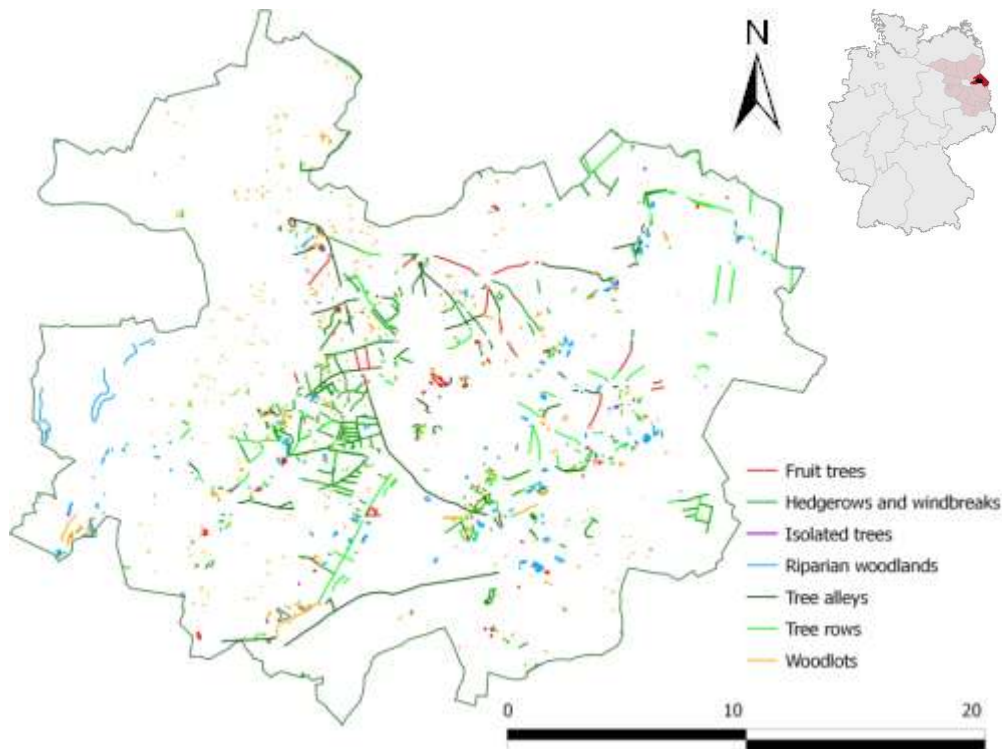 N
Fruit trees
Hedgerows and windbreaks
Isolated trees
Riparian woodlands
Tree alleys
Tree rows
Woodlots
0 10 20